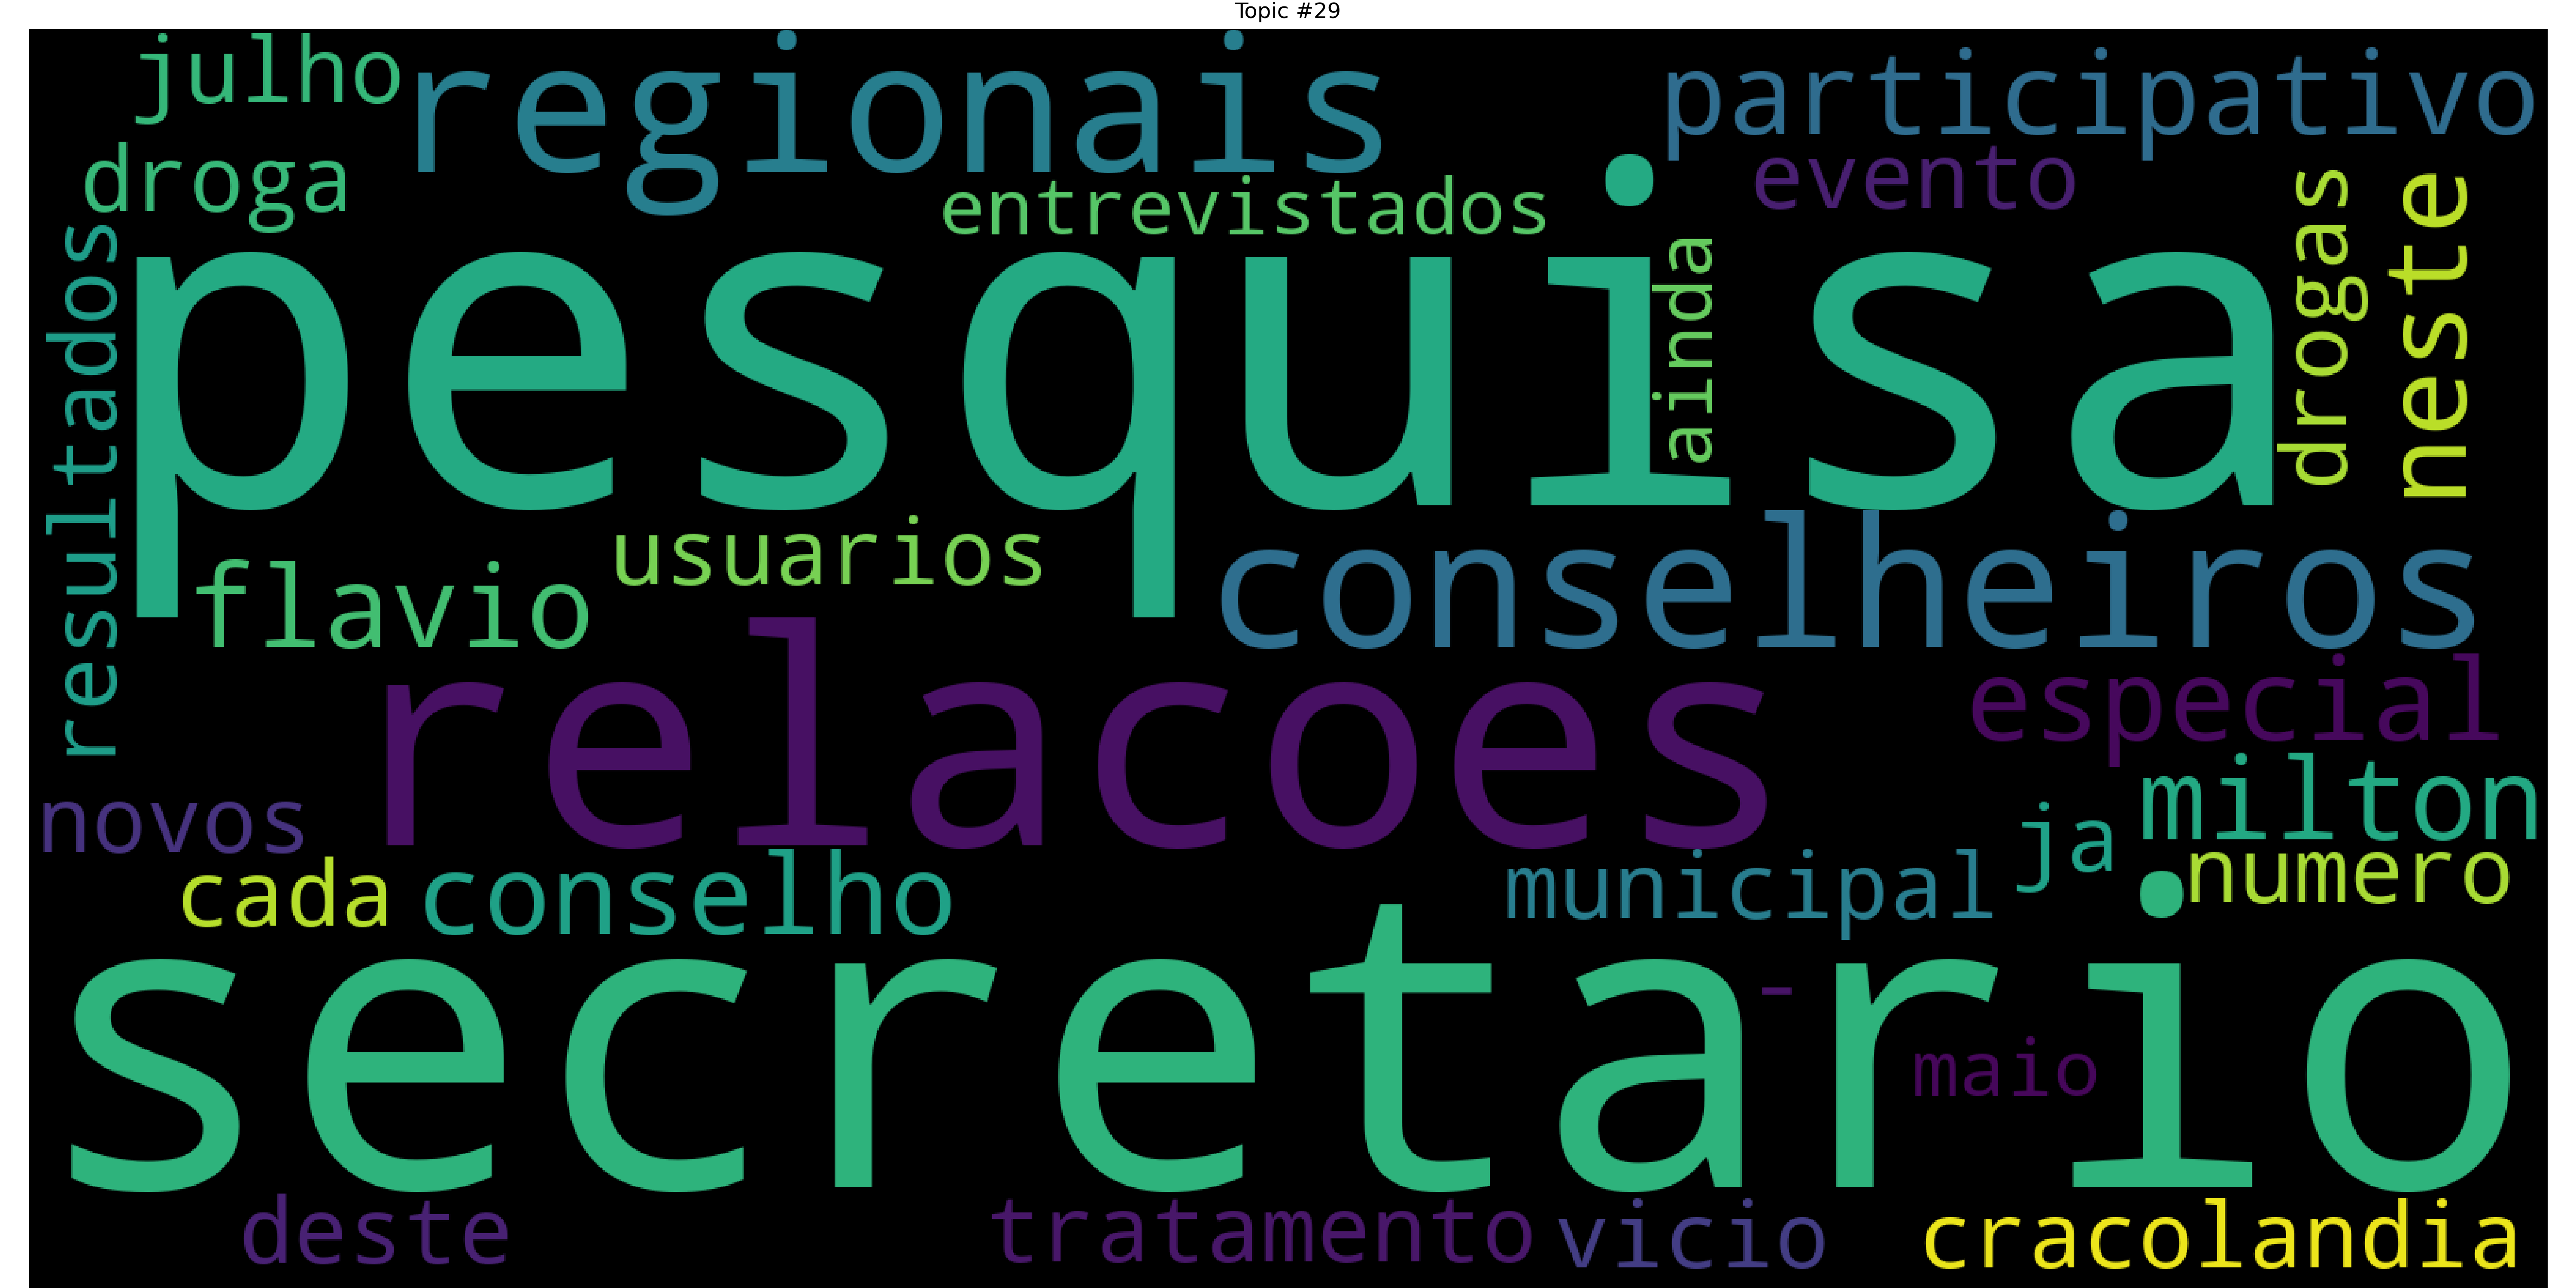 Topic #29
julho
regionais
participativo
droga
entrevistados
evento
drogas
neste
resultados
pesquisa
ainda
usuarios
flavio
conselheiros
relacoes
especial
novos
milton
ja
cada
conselho
municipal
numero
secretario
-
maio
deste
tratamento
vicio
cracolandia